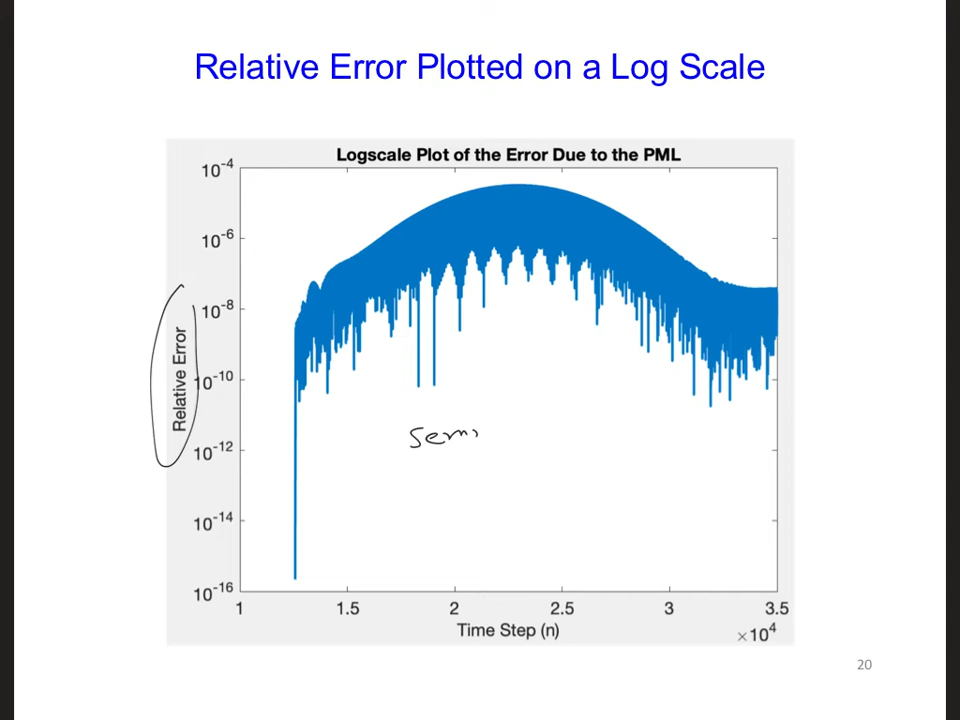 Relative Error Plotted on a Log Scale
Logscale Plot of the Error Due to the PML
10-4
10-6
10-8
10-10
10-12
10-14
10-16
Relative Error
semi
1 1.5 2 2.5 3 3.5
Time Step (n)
×104
20